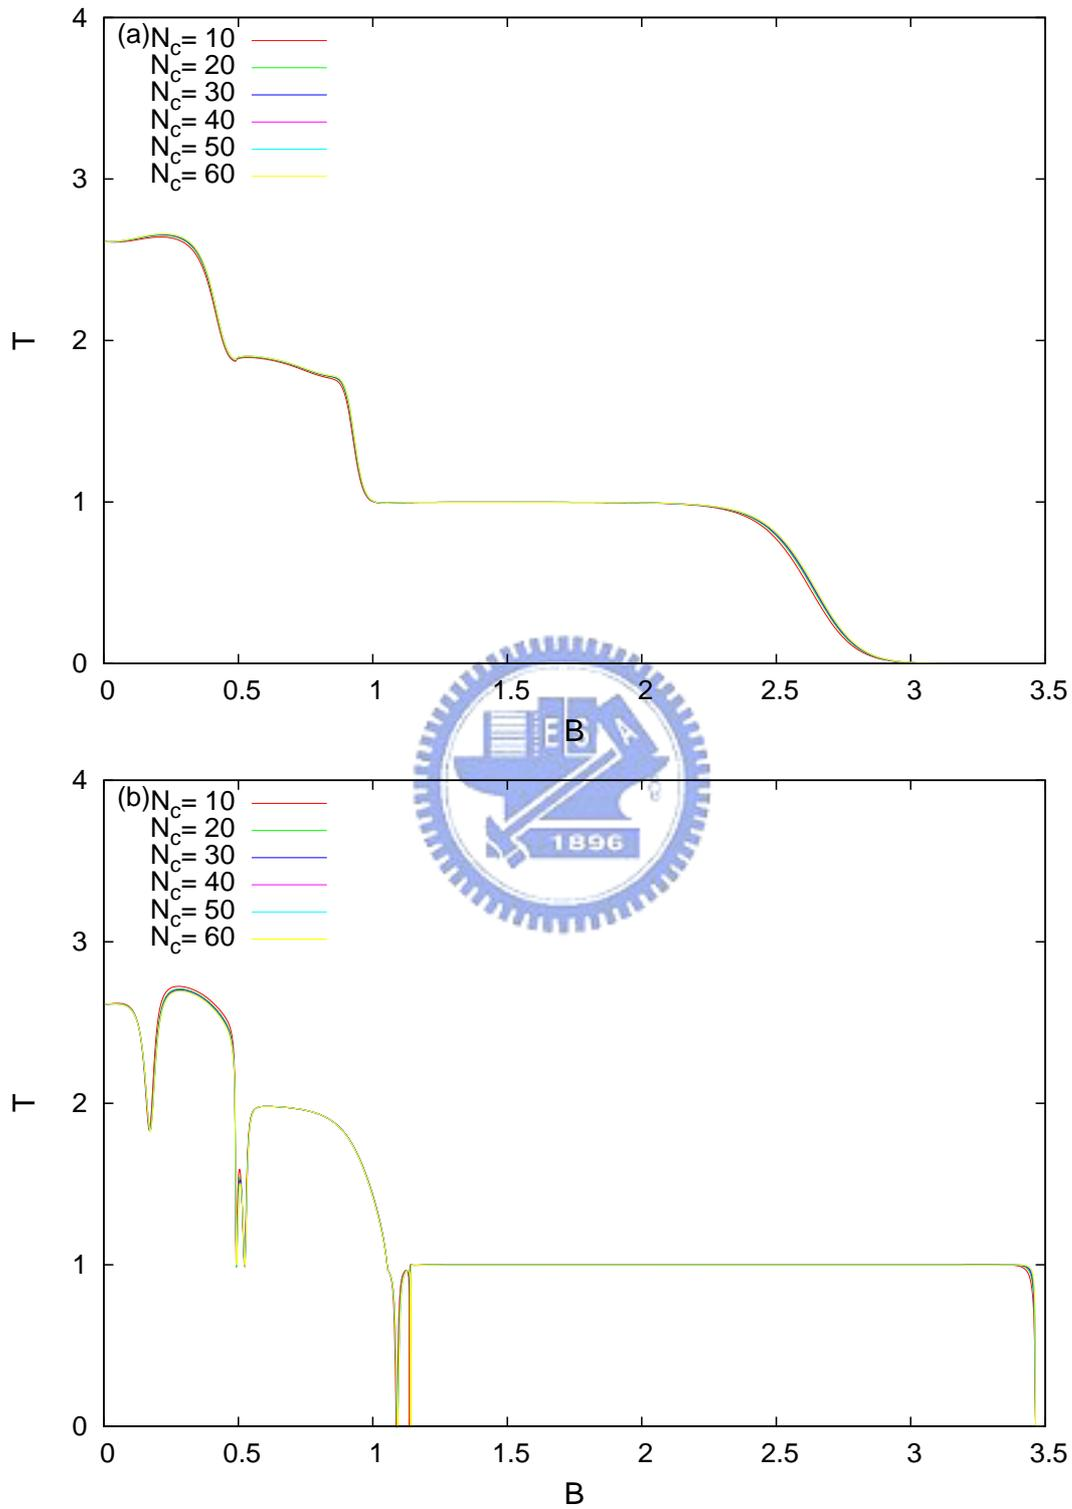 4
(a)
N_c= 10
N_c= 20
N_c= 30
N_c= 40
N_c= 50
N_c= 60
3
2
1
0
T
0 0.5 1 1.5 2 2.5 3 3.5
B
E S A
1896
4
(b)
N_c= 10
N_c= 20
N_c= 30
N_c= 40
N_c= 50
N_c= 60
3
2
1
0
T
0 0.5 1 1.5 2 2.5 3 3.5
B